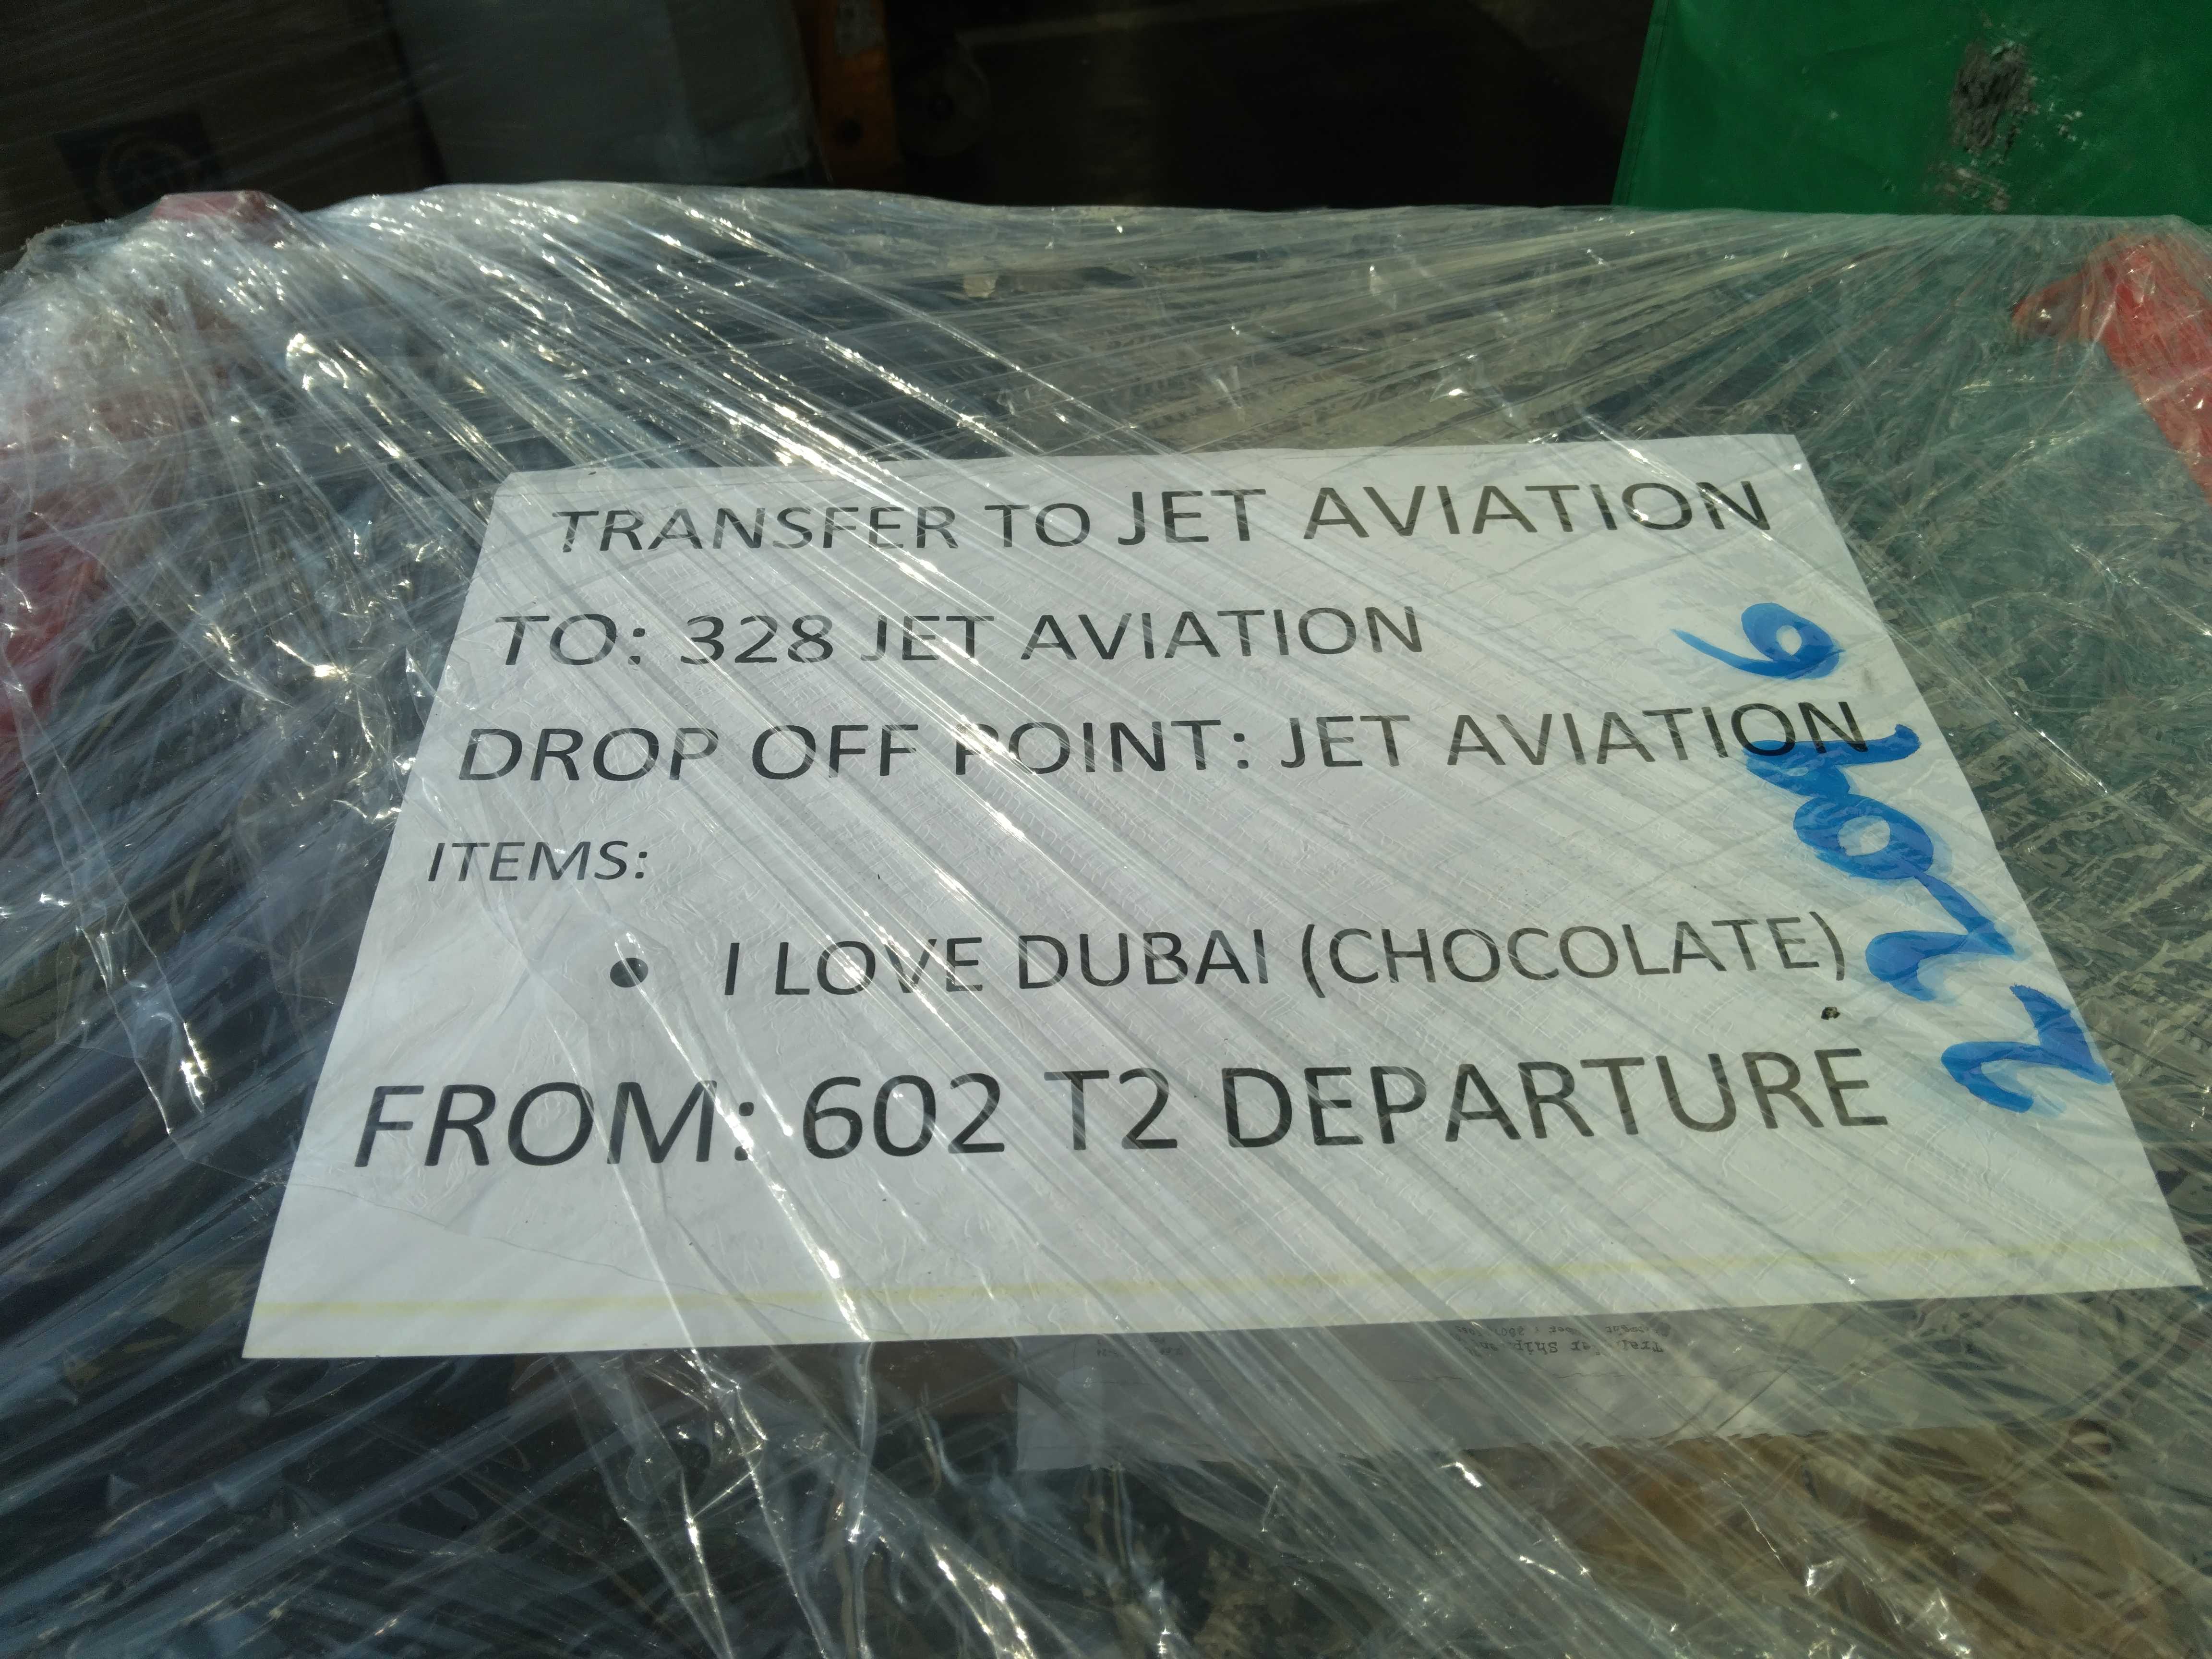 TRANSFER TO JET AVIATION
TO: 328 JET AVIATION
DROP OFF POINT: JET AVIATION
ITEMS:
• I LOVE DUBAI (CHOCOLATE)
FROM: 602 T2 DEPARTURE